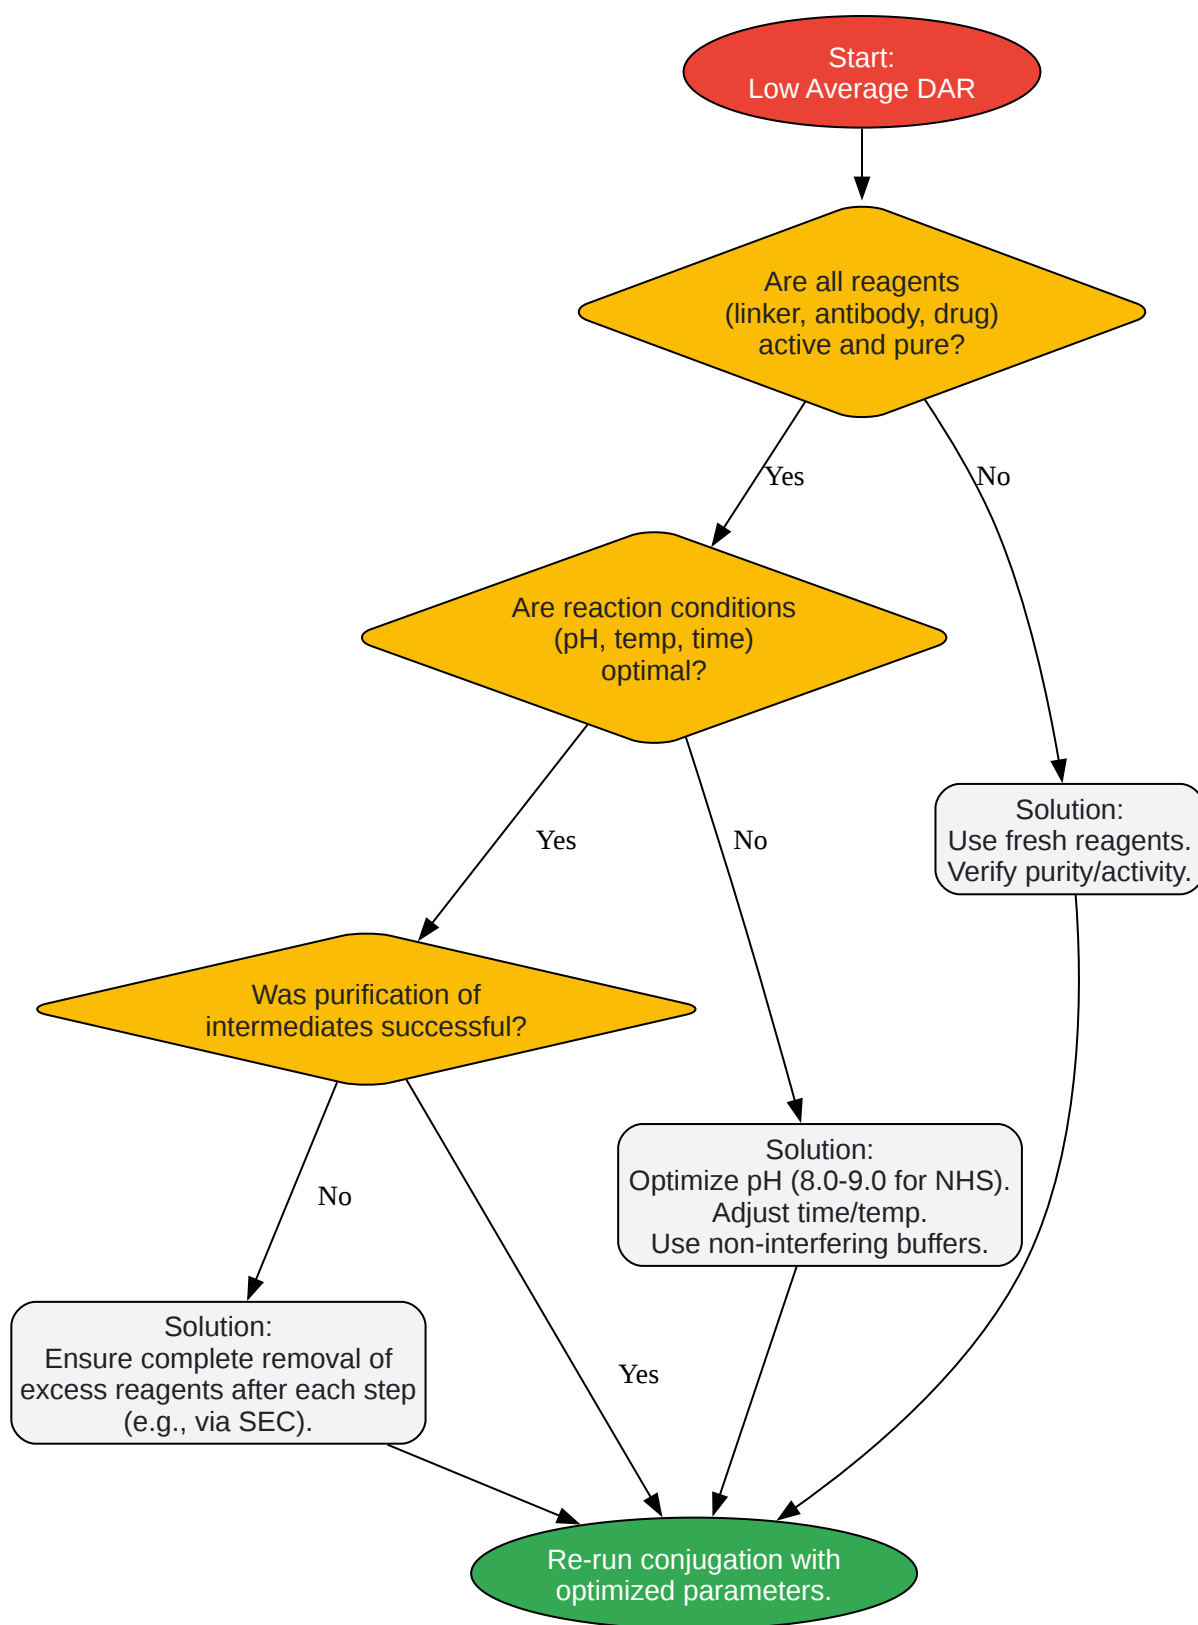 Start:
Low Average DAR
Are all reagents
(linker, antibody, drug)
active and pure?
Yes
No
Are reaction conditions
(pH, temp, time)
optimal?
Solution:
Use fresh reagents.
Verify purity/activity.
Yes
No
Was purification of
intermediates successful?
Solution:
Optimize pH (8.0-9.0 for NHS).
Adjust time/temp.
Use non-interfering buffers.
No
Yes
Solution:
Ensure complete removal of
excess reagents after each step
(e.g., via SEC).
Re-run conjugation with
optimized parameters.